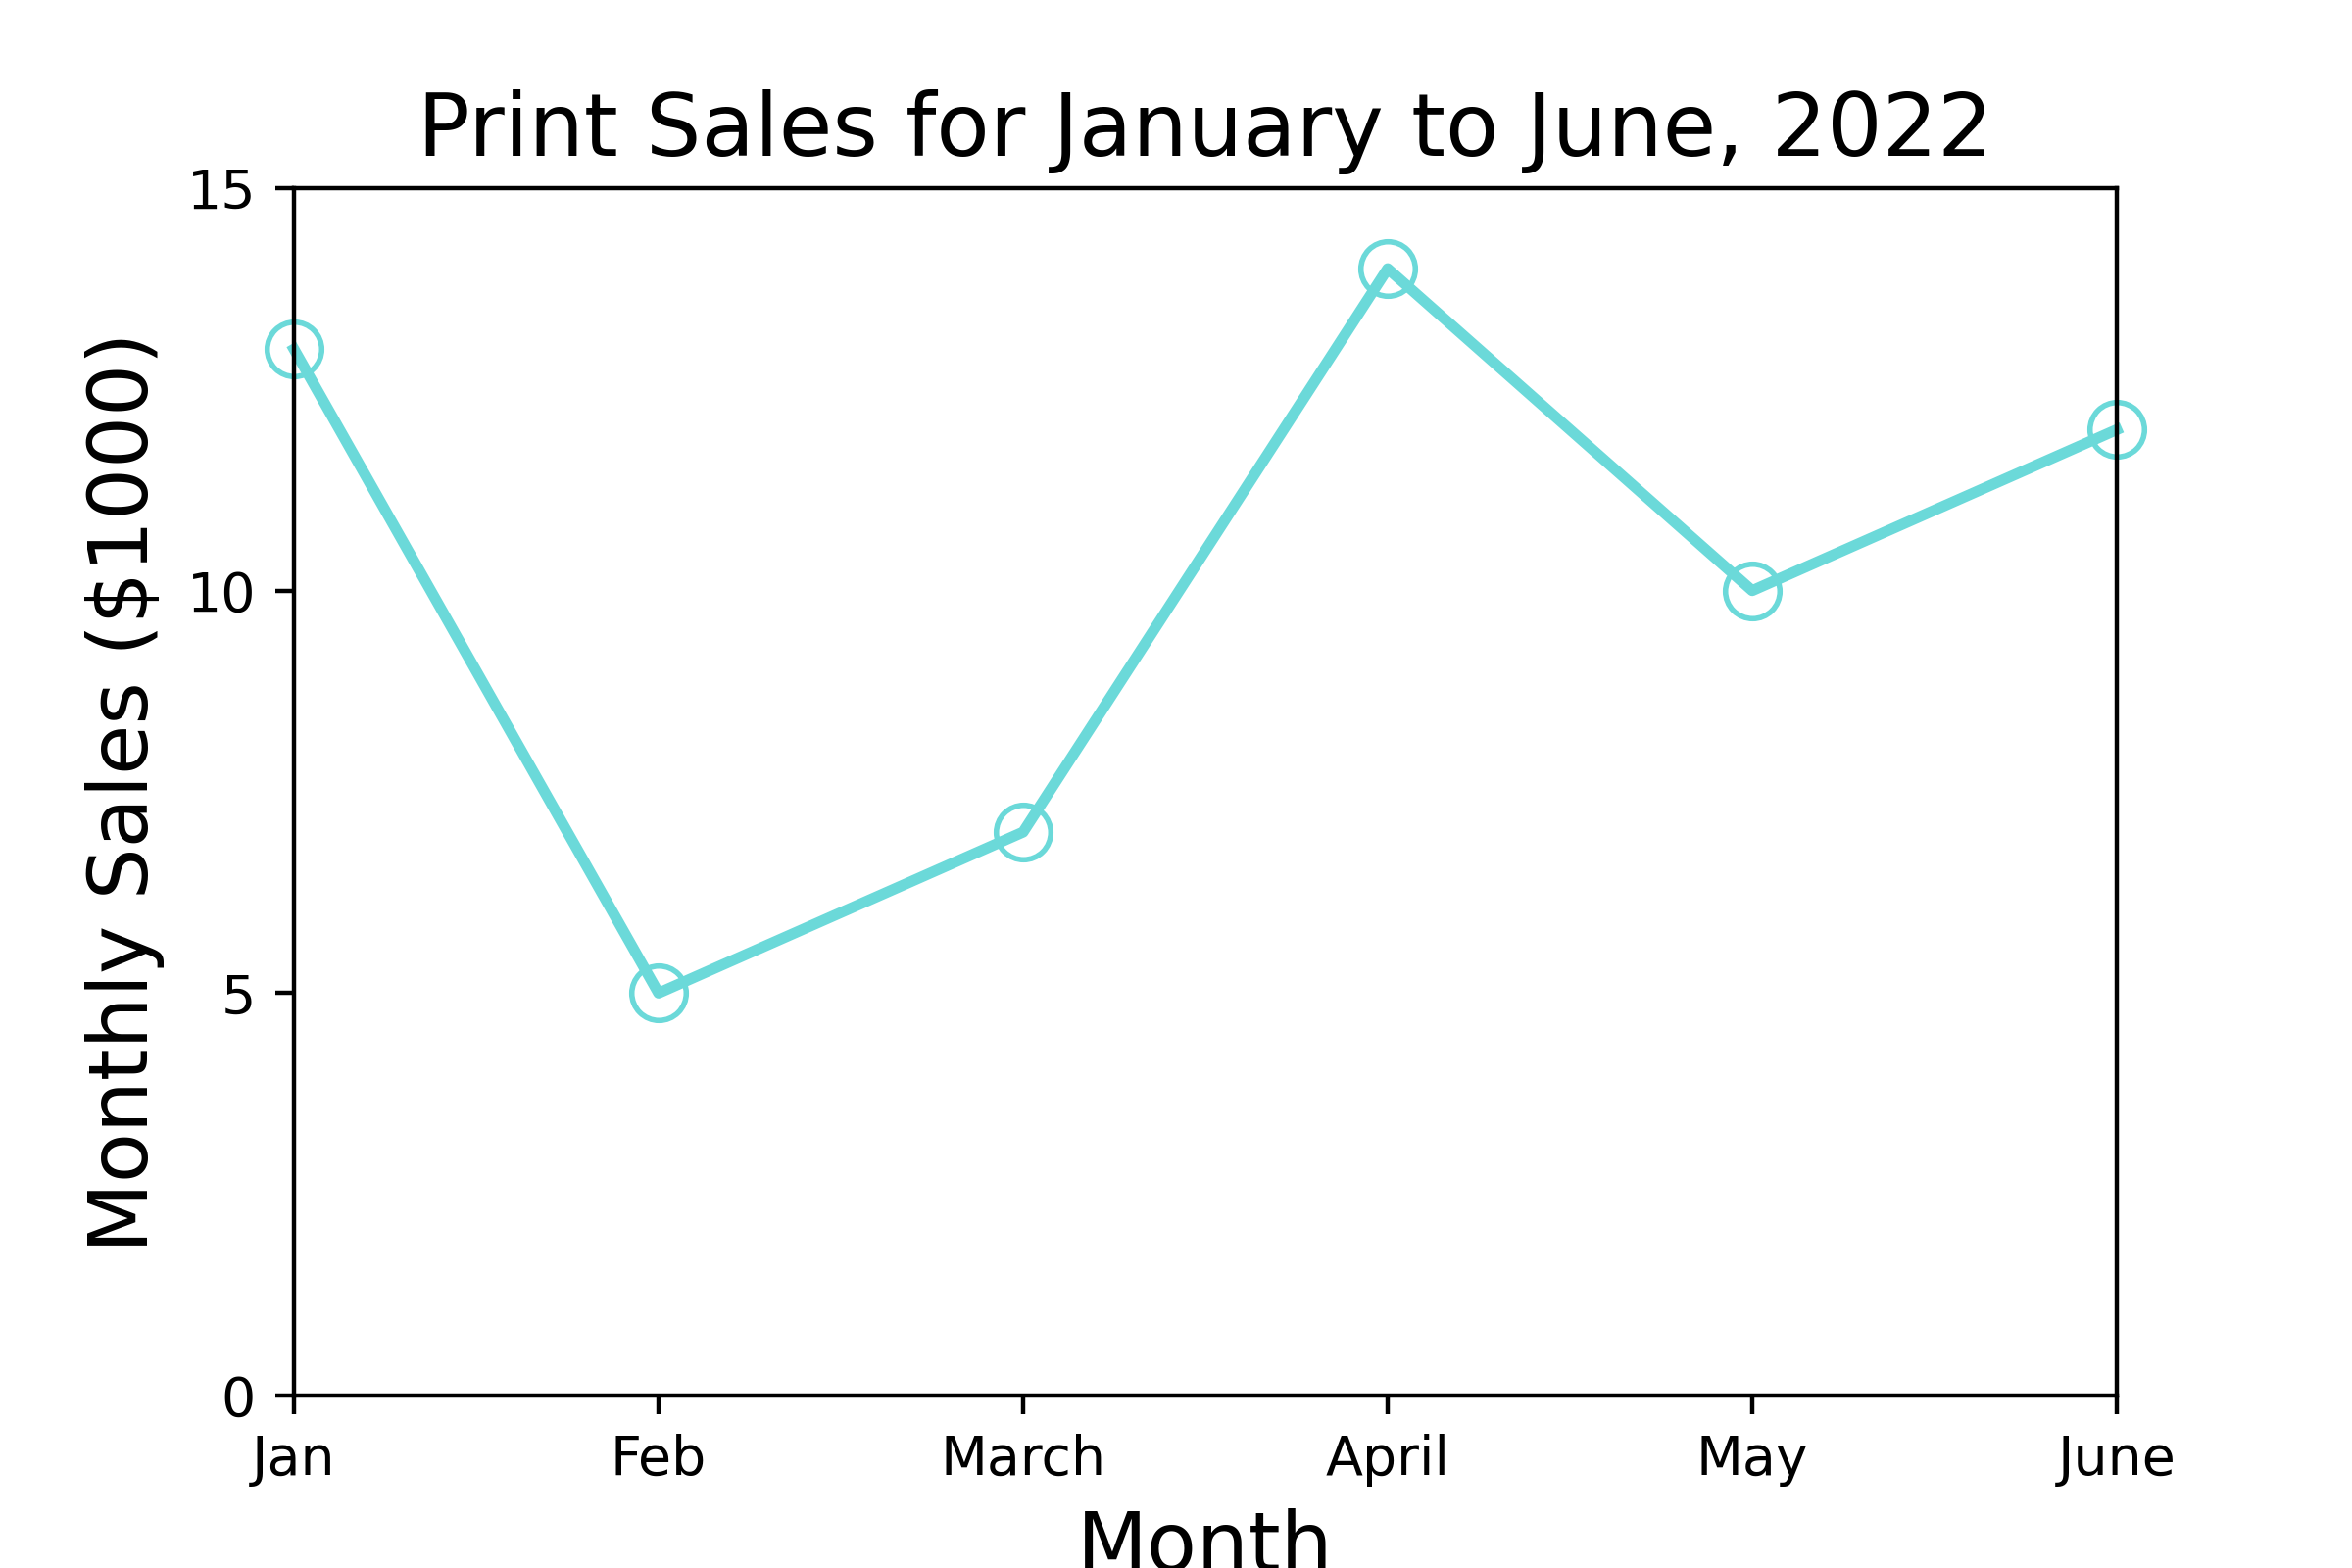 Print Sales for January to June, 2022
Monthly Sales ($1000)
15
10
5
0
Jan Feb March April May June
Month